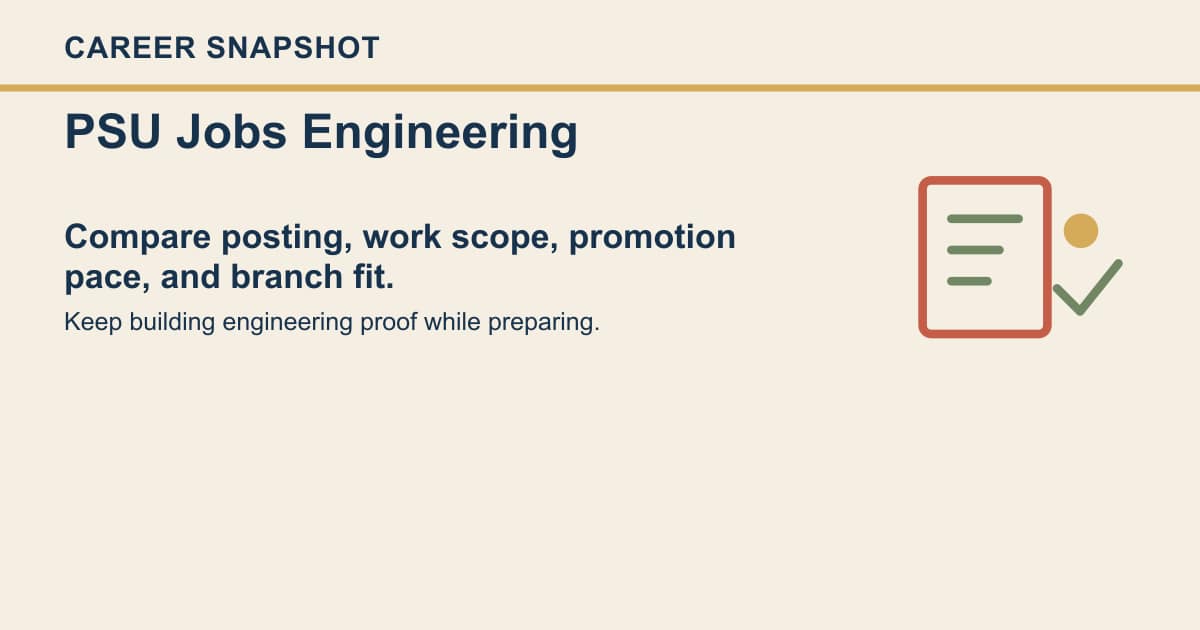 CAREER SNAPSHOT
PSU Jobs Engineering
Compare posting, work scope, promotion
pace, and branch fit.
Keep building engineering proof while preparing.